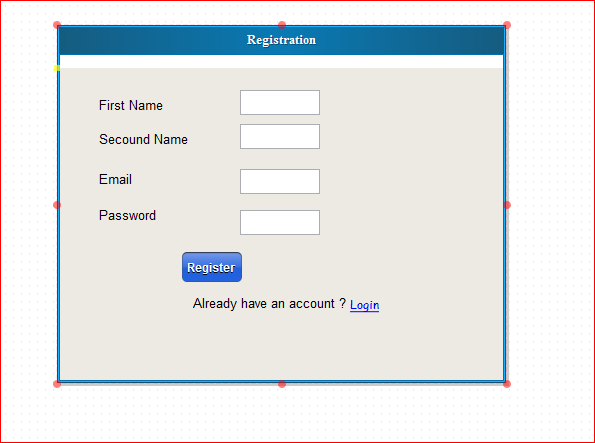 Registration
First Name
Secound Name
Email
Password
Register
Already have an account ? Login